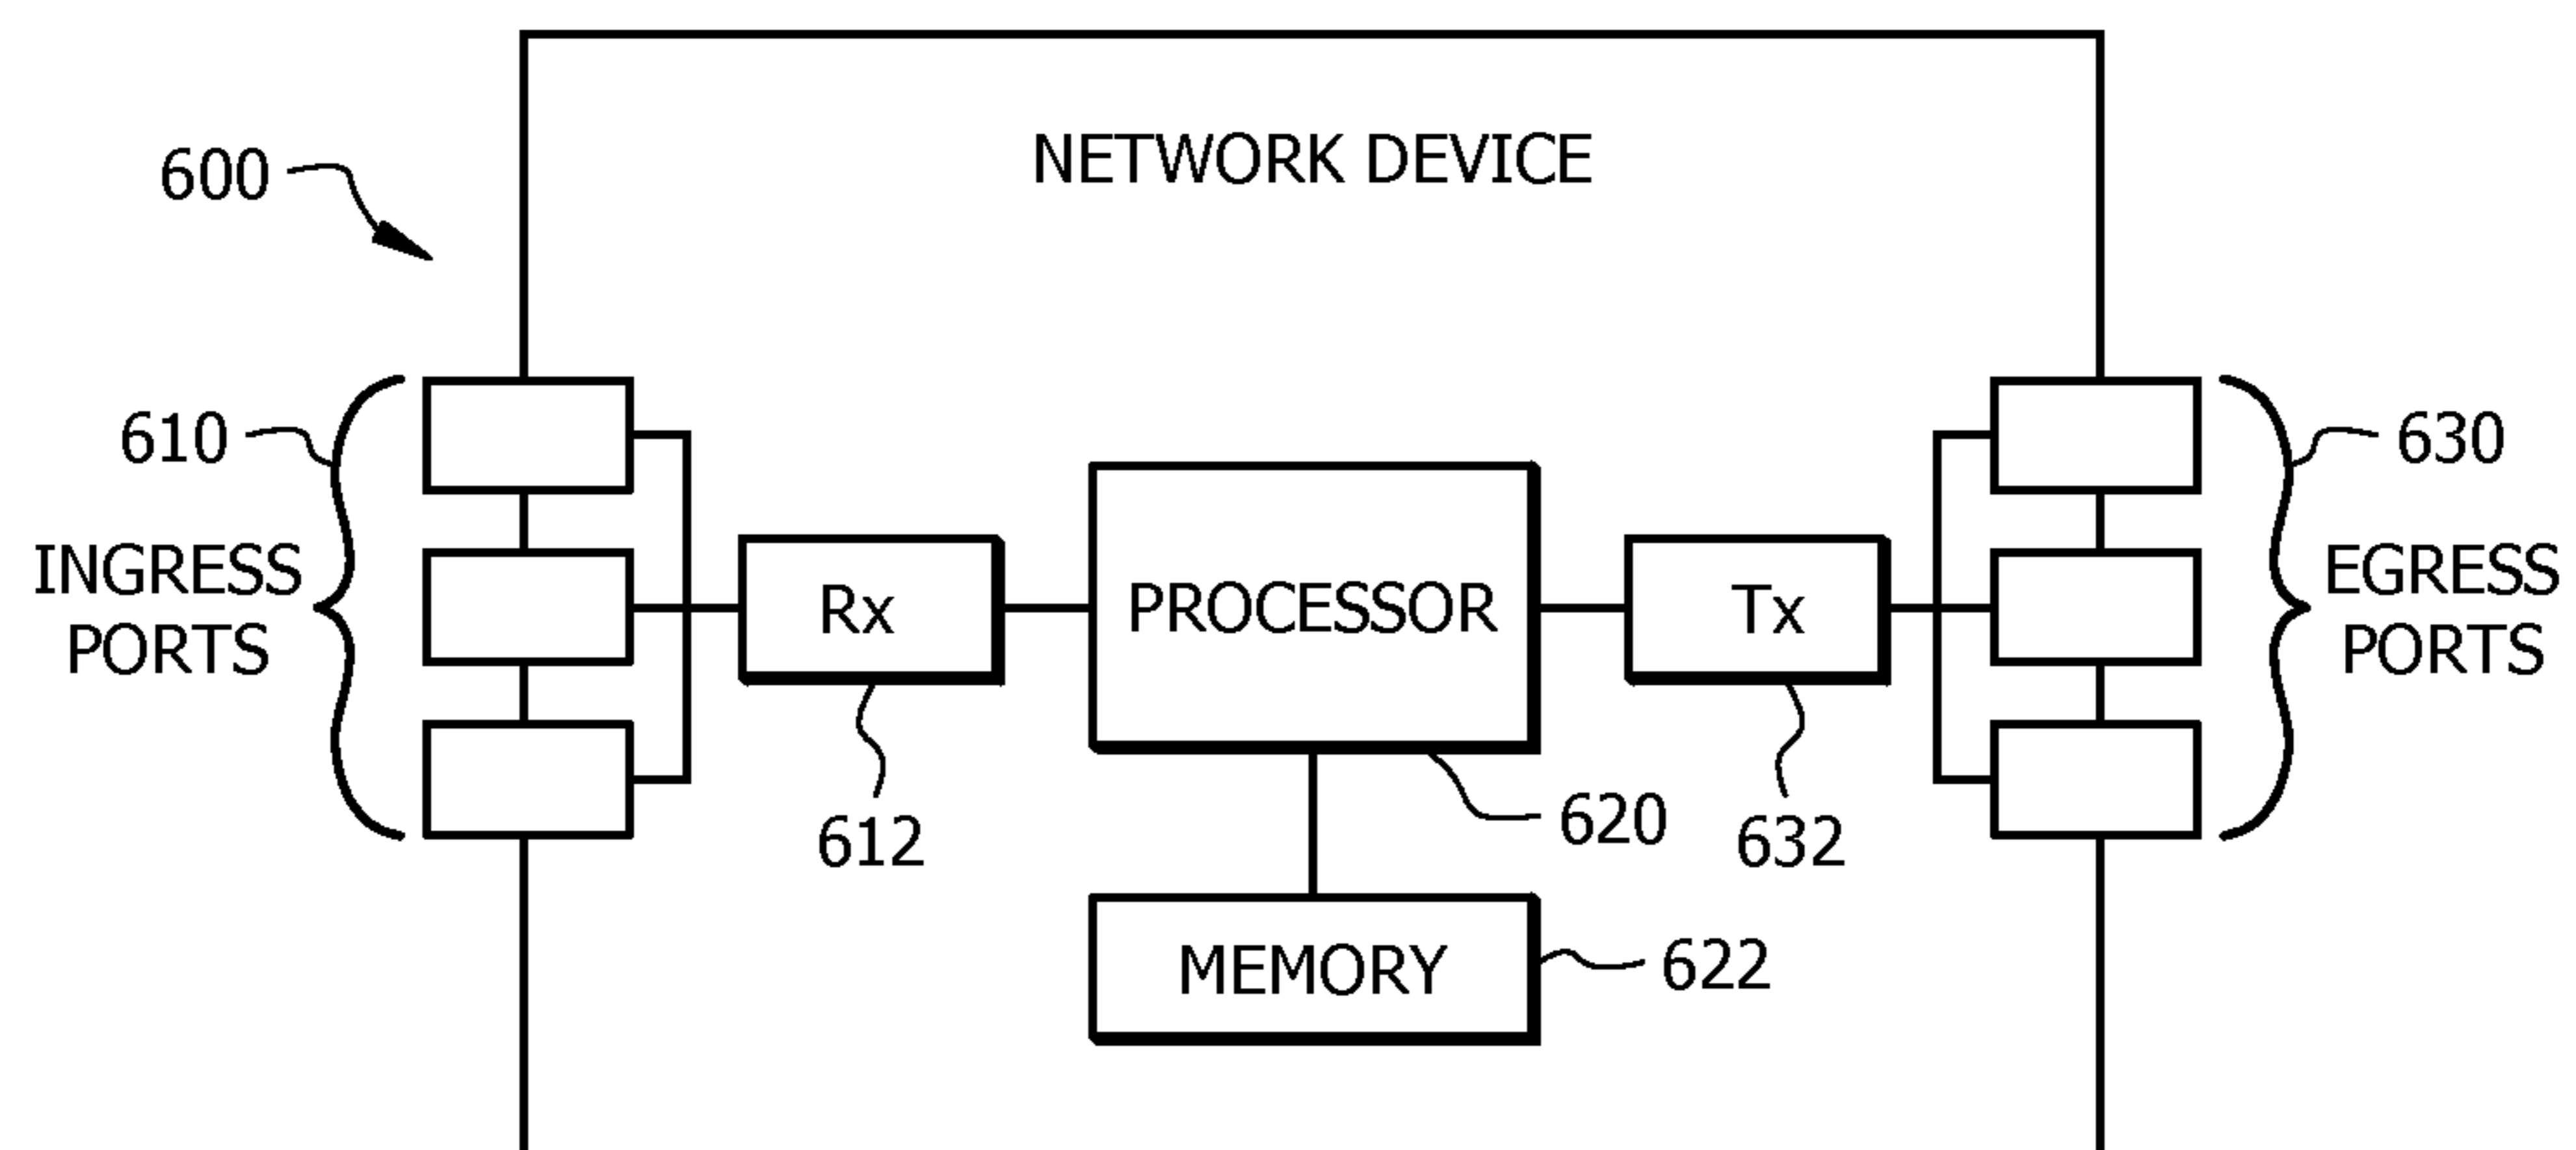 NETWORK DEVICE
600
610
630
INGRESS
PORTS
Rx
PROCESSOR
Tx
EGRESS
PORTS
612
620
632
MEMORY
622